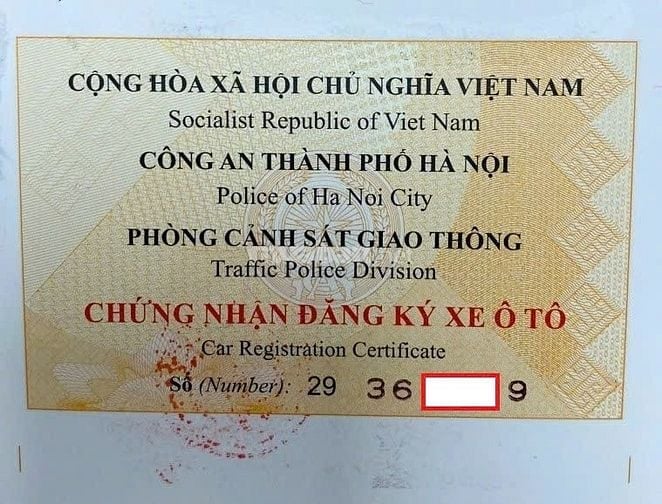 CỘNG HÒA XÃ HỘI CHỦ NGHĨA VIỆT NAM
Socialist Republic of Viet Nam
CÔNG AN THÀNH PHỐ HÀ NỘI
Police of Ha Noi City
PHÒNG CẢNH SÁT GIAO THÔNG
Traffic Police Division
CHỨNG NHẬN ĐĂNG KÝ XE Ô TÔ
Car Registration Certificate
Số (Number): 29 36 9